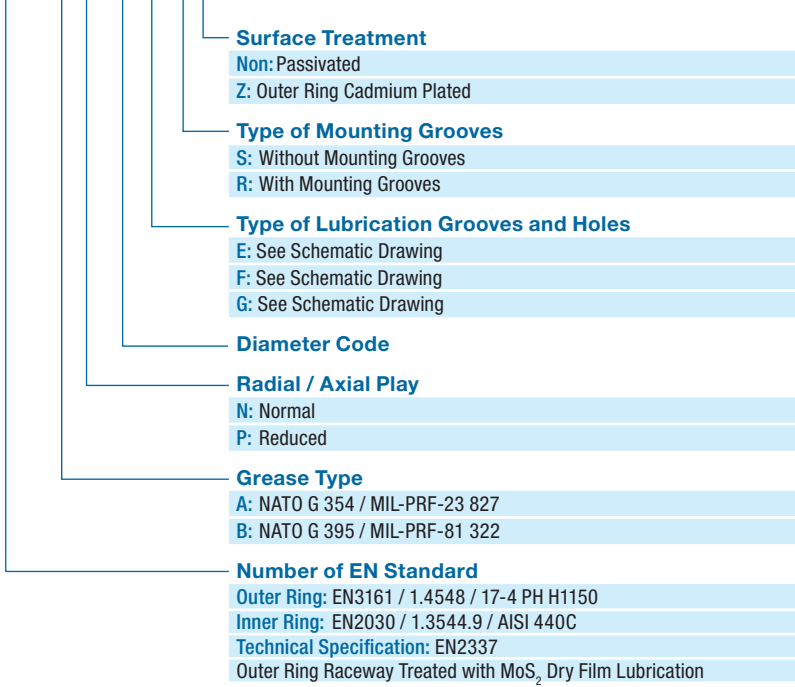 Surface Treatment
Non: Passivated
Z: Outer Ring Cadmium Plated
Type of Mounting Grooves
S: Without Mounting Grooves
R: With Mounting Grooves
Type of Lubrication Grooves and Holes
E: See Schematic Drawing
F: See Schematic Drawing
G: See Schematic Drawing
Diameter Code
Radial / Axial Play
N: Normal
P: Reduced
Grease Type
A: NATO G 354 / MIL-PRF-23 827
B: NATO G 395 / MIL-PRF-81 322
Number of EN Standard
Outer Ring: EN3161 / 1.4548 / 17-4 PH H1150
Inner Ring: EN2030 / 1.3544.9 / AISI 440C
Technical Specification: EN2337
Outer Ring Raceway Treated with MoS₂ Dry Film Lubrication